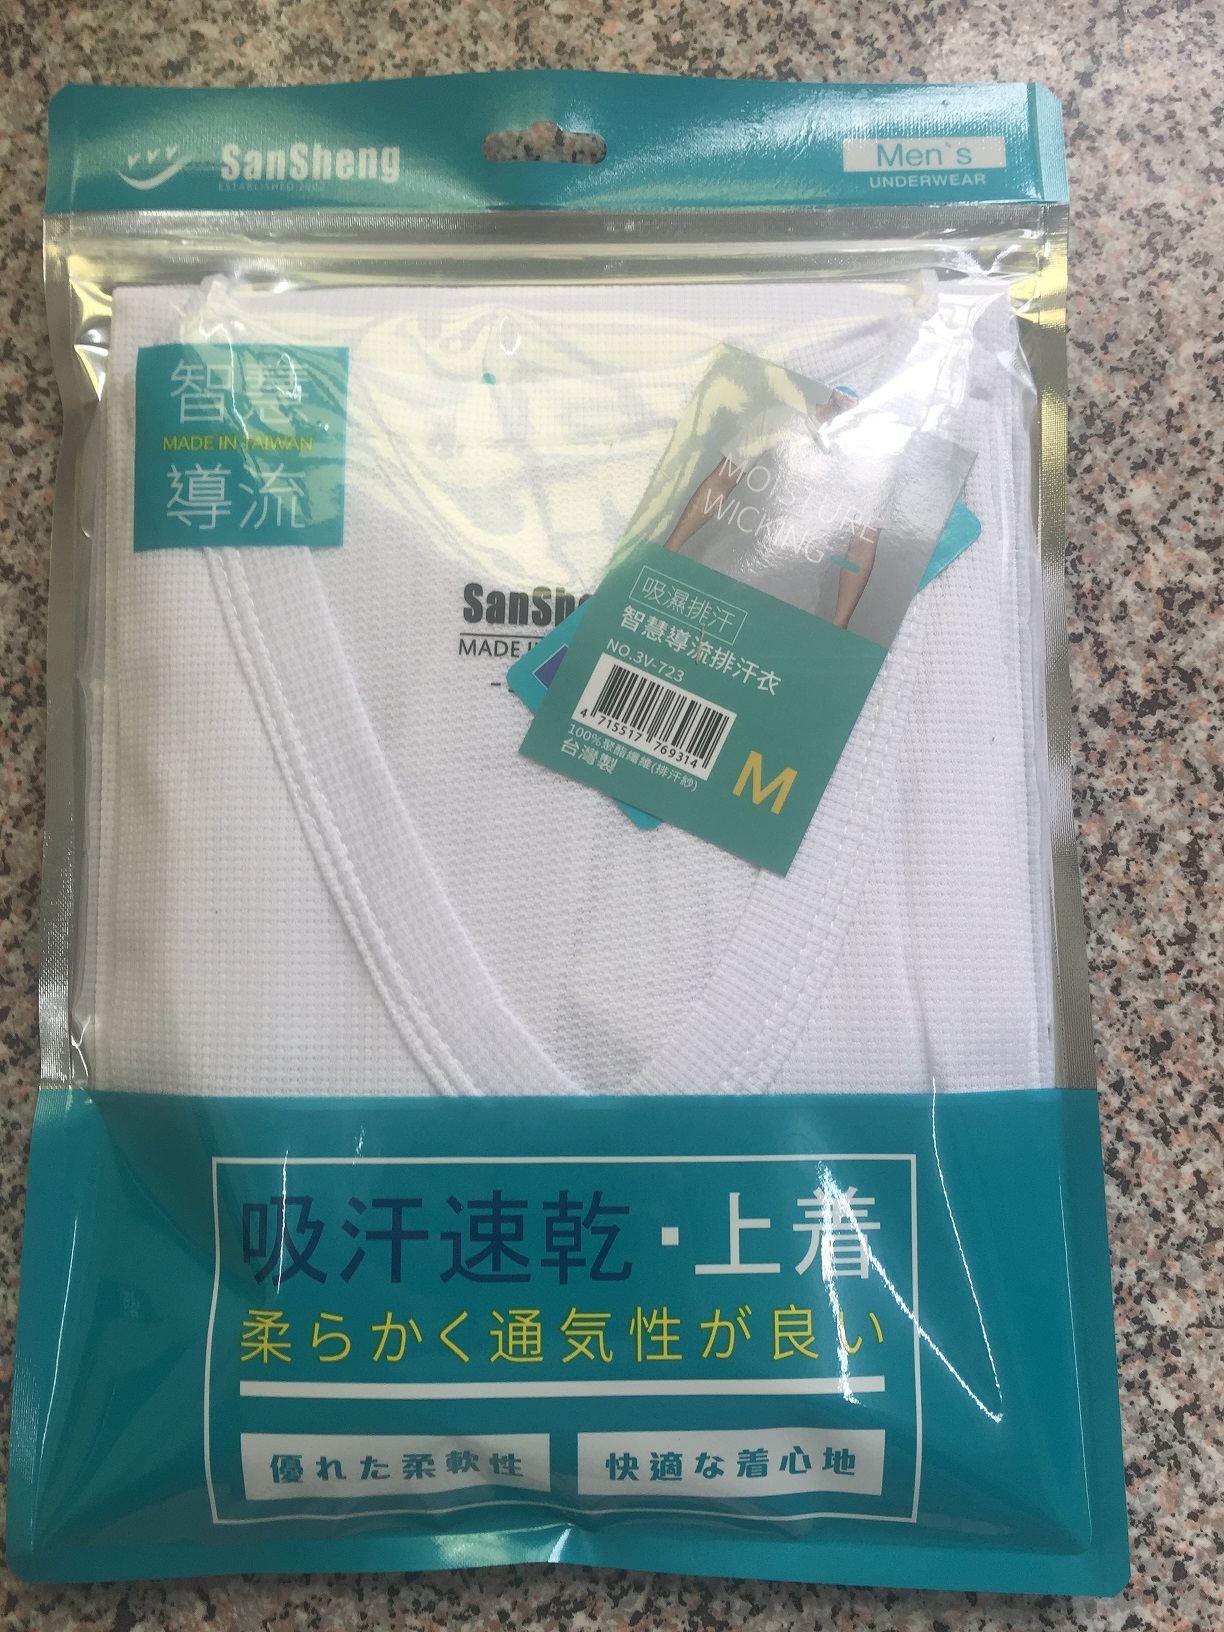 SanSheng
ESTABLISHED 2002
Men`s
UNDERWEAR
智慧
MADE IN TAIWAN
導流
SanSh
MADE
MOISTURE
WICKING
吸濕排汗
智慧導流排汗衣
NO.3V-723
4 715517 769314
100%聚酯纖維(排汗紗)
台灣製
M
吸汗速乾・上着
柔らかく通気性が良い
優れた柔軟性
快適な着心地